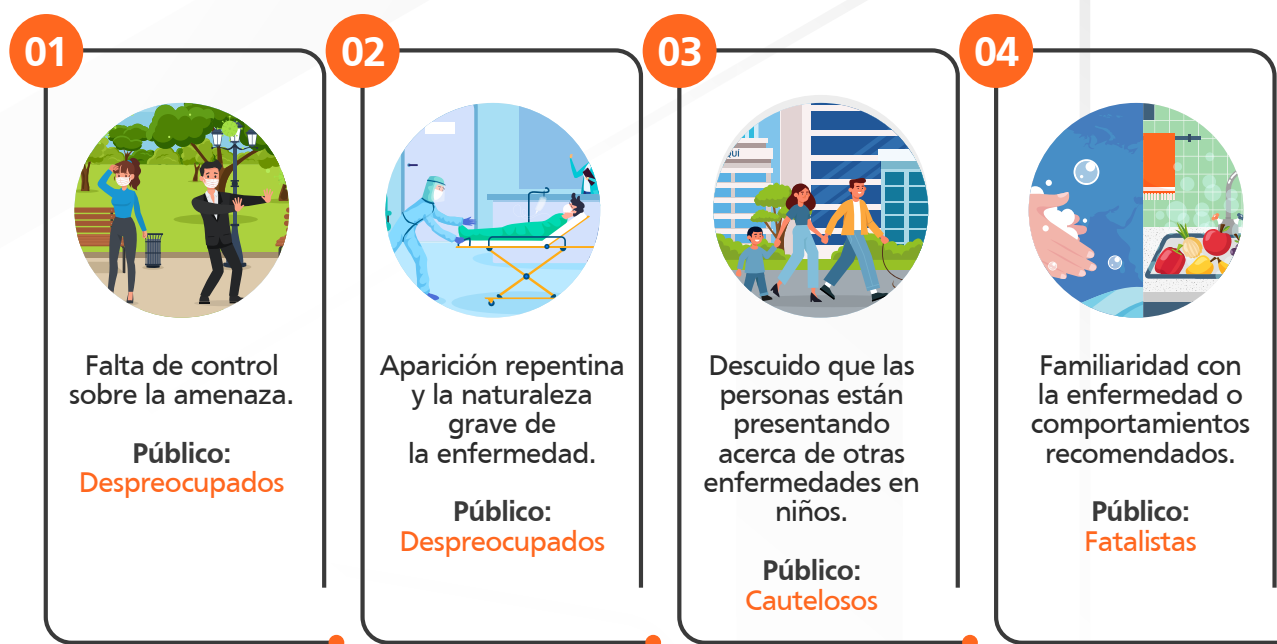 01
Falta de control
sobre la amenaza.
Público:
Despreocupados
02
Aparición repentina
y la naturaleza
grave de
la enfermedad.
Público:
Despreocupados
03
QUÍ
Descuido que las
personas están
presentando
acerca de otras
enfermedades en
niños.
Público:
Cautelosos
04
Familiaridad con
la enfermedad o
comportamientos
recomendados.
Público:
Fatalistas